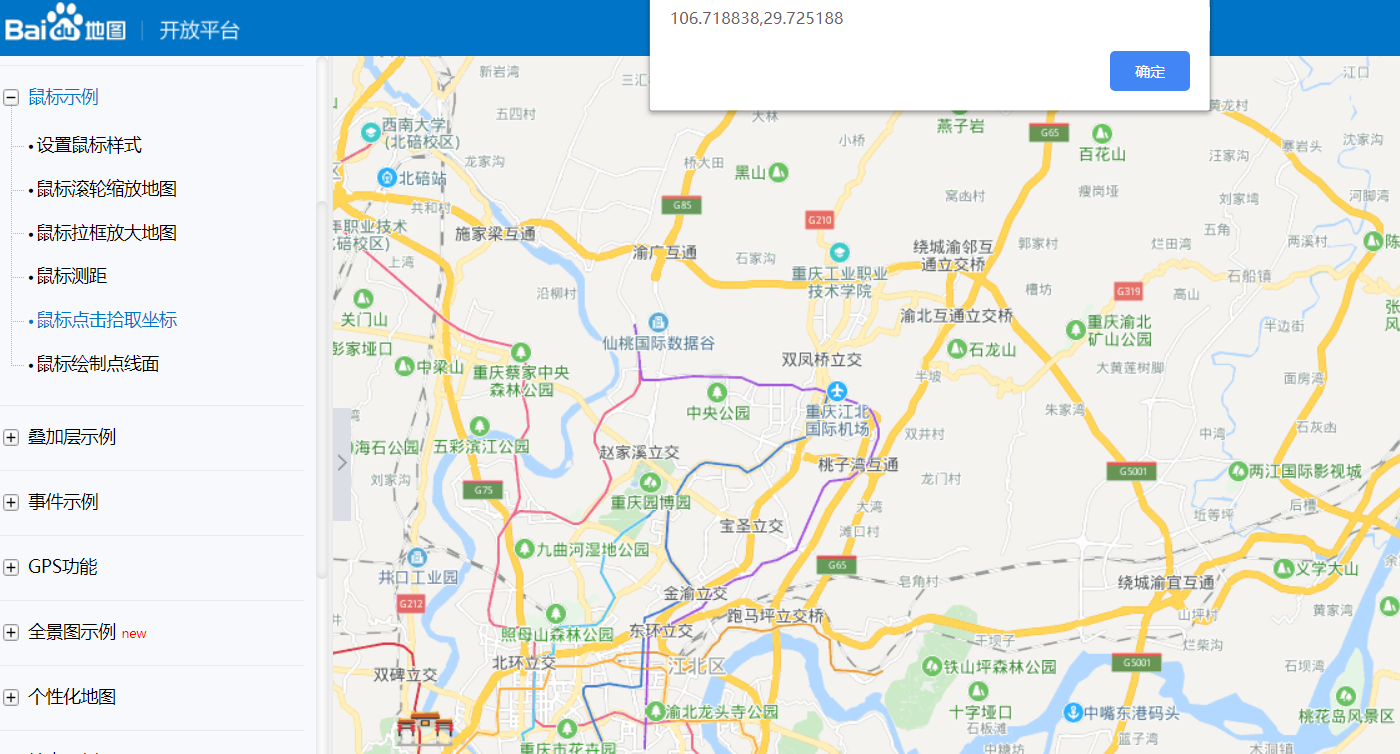 Bai 地图 开放平台
106.718838,29.725188
确定
鼠标示例
•设置鼠标样式
•鼠标滚轮缩放地图
•鼠标拉框放大地图
•鼠标测距
•鼠标点击拾取坐标
•鼠标绘制点线面
叠加层示例
事件示例
GPS功能
全景图示例 new
个性化地图
新岩湾
三汇
江口
五四村
大林
黄龙村
西南大学
(北碚校区)
燕子岩
G65
百花山
小桥
沈家沟
寨岩头
汪家沟
龙家沟
桥大田
黑山
北碚站
瘦岗垭
窝凼村
刘家塆
河脚湾
共和村
G85
G210
职业技术
碚校区)
施家梁互通
渝广互通
石家沟
绕城渝邻互
通立交桥
郭家村
烂田湾
五角
两溪村
上湾
重庆工业职业
技术学院
石船镇
沿柳村
槽坊
G319
高山
关门山
仙桃国际数据谷
渝北互通立交桥
重庆渝北
矿山公园
半边街
彭家垭口
中梁山
重庆蔡家中央
森林公园
双凤桥立交
石龙山
大黄莲树脚
半坡
面房湾
中央公园
重庆江北
国际机场
朱家湾
海石公园
五彩滨江公园
双井村
中湾
石灰凼
赵家溪立交
桃子湾互通
刘家沟
G75
重庆园博园
龙门村
G5001
两江国际影视城
大湾
后槽
宝圣立交
滩口村
坵等坪
九曲河湿地公园
井口工业园
G65
皂角村
绕城渝宜互通
义学大山
G212
金渝立交
跑马坪立交桥
山坪村
黄家湾
照母山森林公园
东环立交
干坝子
烂柴沟
双碑立交
北环立交
江北区
铁山坪森林公园
G5001
石坝湾
渝北龙头寺公园
十字垭口
中嘴东港码头
桃花岛风景区
石板滩
重庆市花卉园
中糖坊
篮子湾
木洞镇